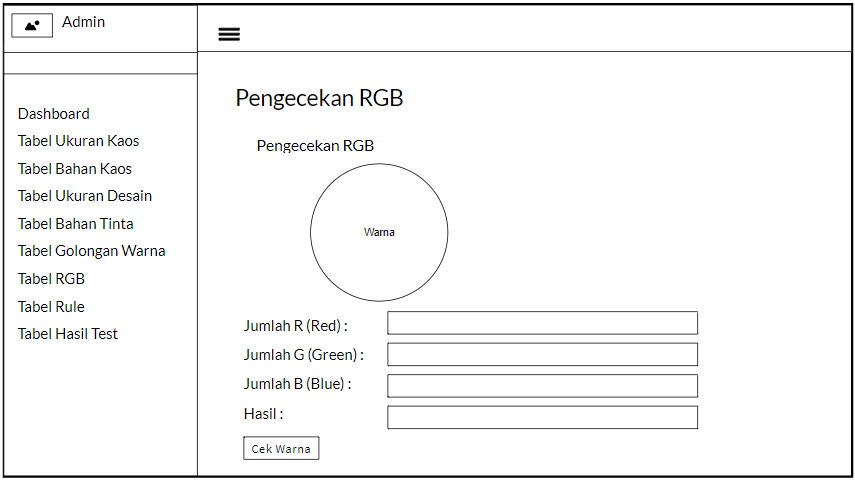 Admin
Dashboard
Tabel Ukuran Kaos
Tabel Bahan Kaos
Tabel Ukuran Desain
Tabel Bahan Tinta
Tabel Golongan Warna
Tabel RGB
Tabel Rule
Tabel Hasil Test
Pengecekan RGB
Pengecekan RGB
Warna
Jumlah R (Red) :
Jumlah G (Green) :
Jumlah B (Blue) :
Hasil :
Cek Warna